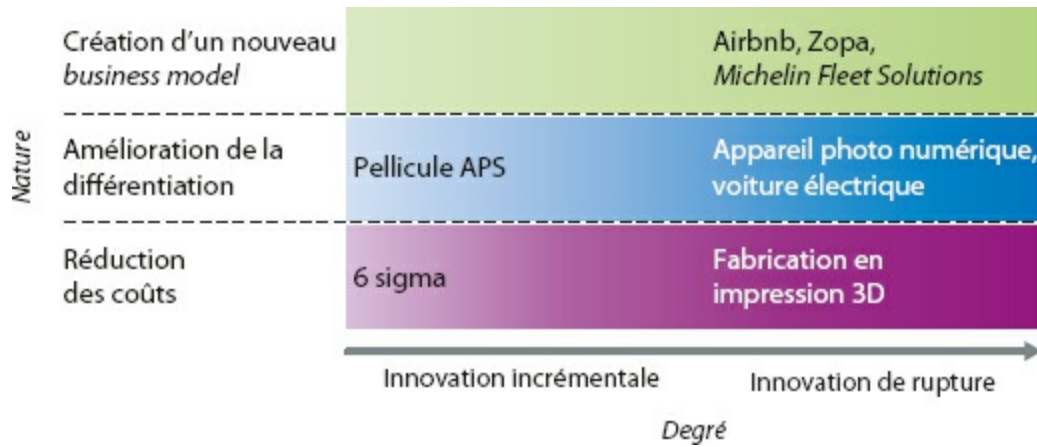 Création d'un nouveau
business model
Airbnb, Zopa,
Michelin Fleet Solutions
Nature
Amélioration de la
différentiation
Pellicule APS
Appareil photo numérique,
voiture électrique
Réduction
des coûts
6 sigma
Fabrication en
impression 3D
Innovation incrémentale
Innovation de rupture
Degré